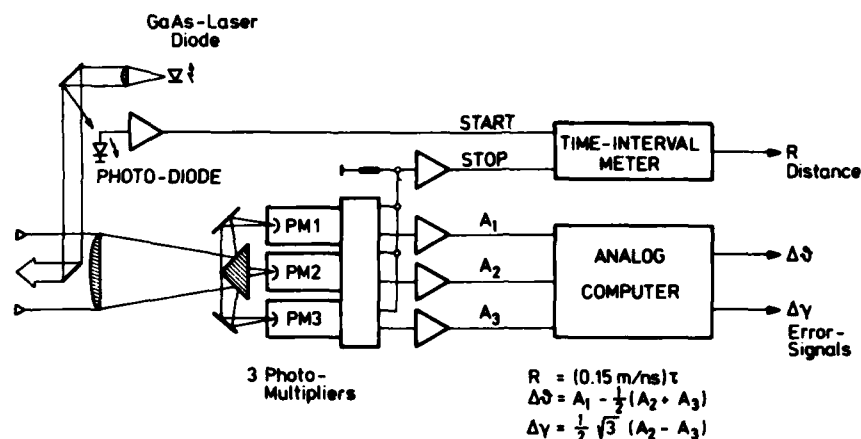 GaAs-Laser
Diode
PHOTO-DIODE
START
STOP
TIME-INTERVAL
METER
R
Distance
PM1
PM2
PM3
A₁
A₂
A₃
ANALOG
COMPUTER
Δϑ
Δγ
Error-
Signals
3 Photo-
Multipliers
R = (0.15 m/ns) τ
Δϑ = A₁ - ½(A₂ + A₃)
Δγ = ½ √3 (A₂ - A₃)